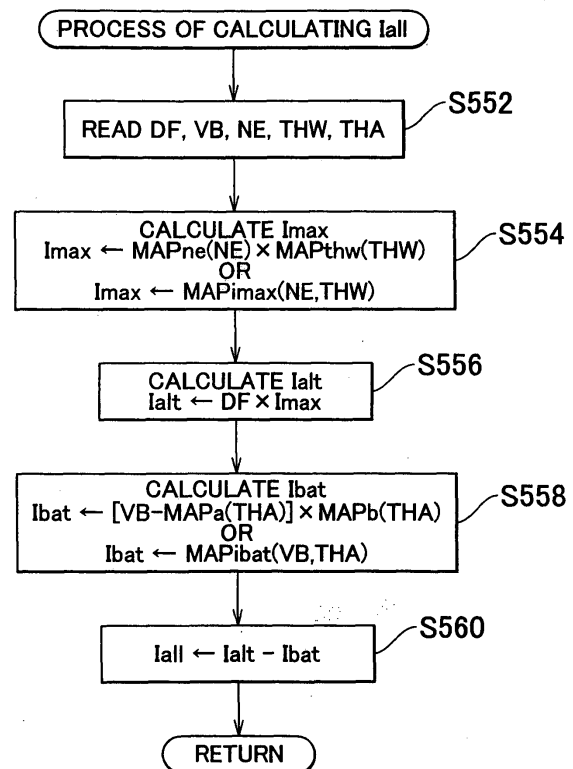 PROCESS OF CALCULATING Iall
READ DF, VB, NE, THW, THA
S552
CALCULATE Imax
Imax ← MAPne(NE) × MAPthw(THW)
OR
Imax ← MAPimax(NE,THW)
S554
CALCULATE Ialt
Ialt ← DF × Imax
S556
CALCULATE Ibat
Ibat ← [VB-MAPa(THA)] × MAPb(THA)
OR
Ibat ← MAPibat(VB,THA)
S558
Iall ← Ialt - Ibat
S560
RETURN